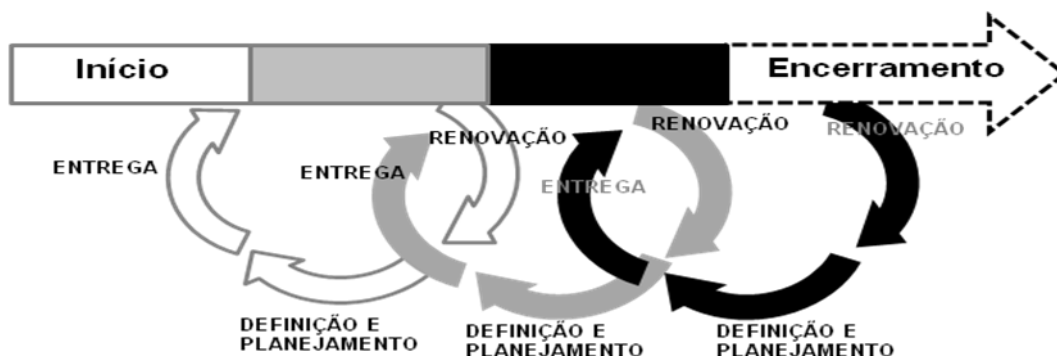 Início
Encerramento
RENOVAÇÃO
RENOVAÇÃO
RENOVAÇÃO
ENTREGA
ENTREGA
ENTREGA
DEFINIÇÃO E
PLANEJAMENTO
DEFINIÇÃO E
PLANEJAMENTO
DEFINIÇÃO E
PLANEJAMENTO